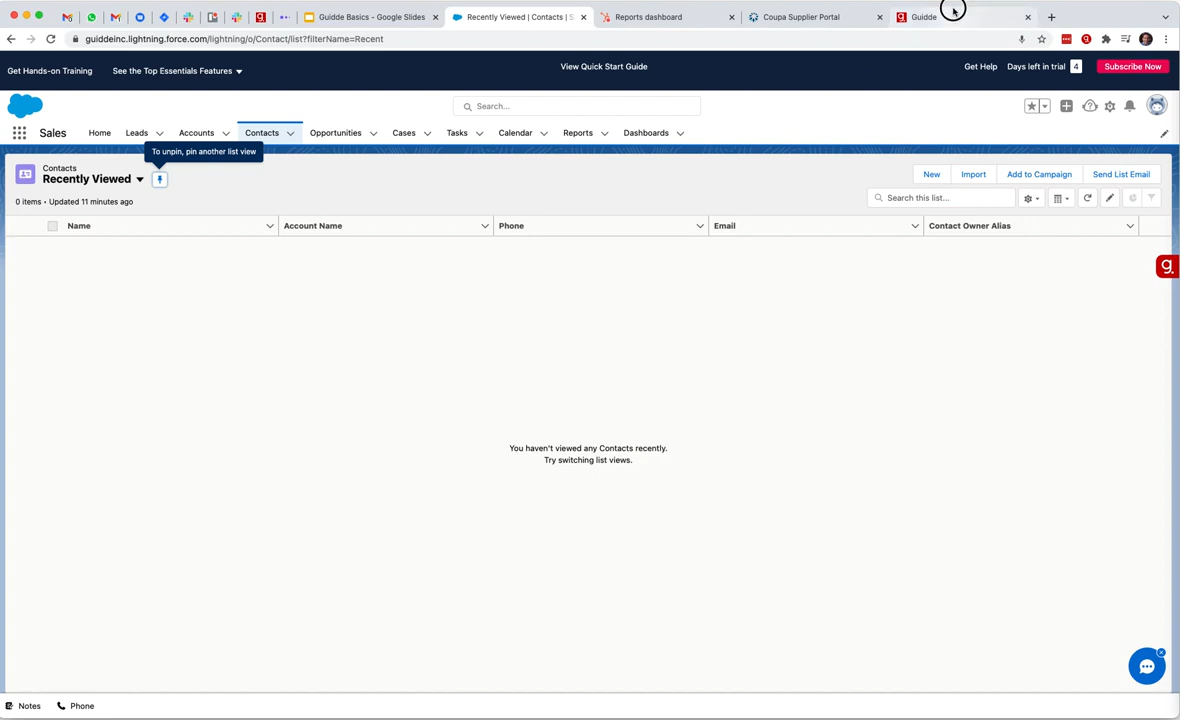 Guidde Basics - Google Slides
Recently Viewed | Contacts | S
Reports dashboard
Coupa Supplier Portal
Guidde
guiddeinc.lightning.force.com/lightning/o/Contact/list?filterName=Recent
Get Hands-on Training
See the Top Essentials Features
View Quick Start Guide
Get Help
Days left in trial 4
Subscribe Now
Search...
Sales
Home
Leads
Accounts
Contacts
Opportunities
Cases
Tasks
Calendar
Reports
Dashboards
To unpin, pin another list view
Contacts
Recently Viewed
New
Import
Add to Campaign
Send List Email
0 items • Updated 11 minutes ago
Search this list...
Name
Account Name
Phone
Email
Contact Owner Alias
g.
You haven't viewed any Contacts recently.
Try switching list views.
Notes
Phone